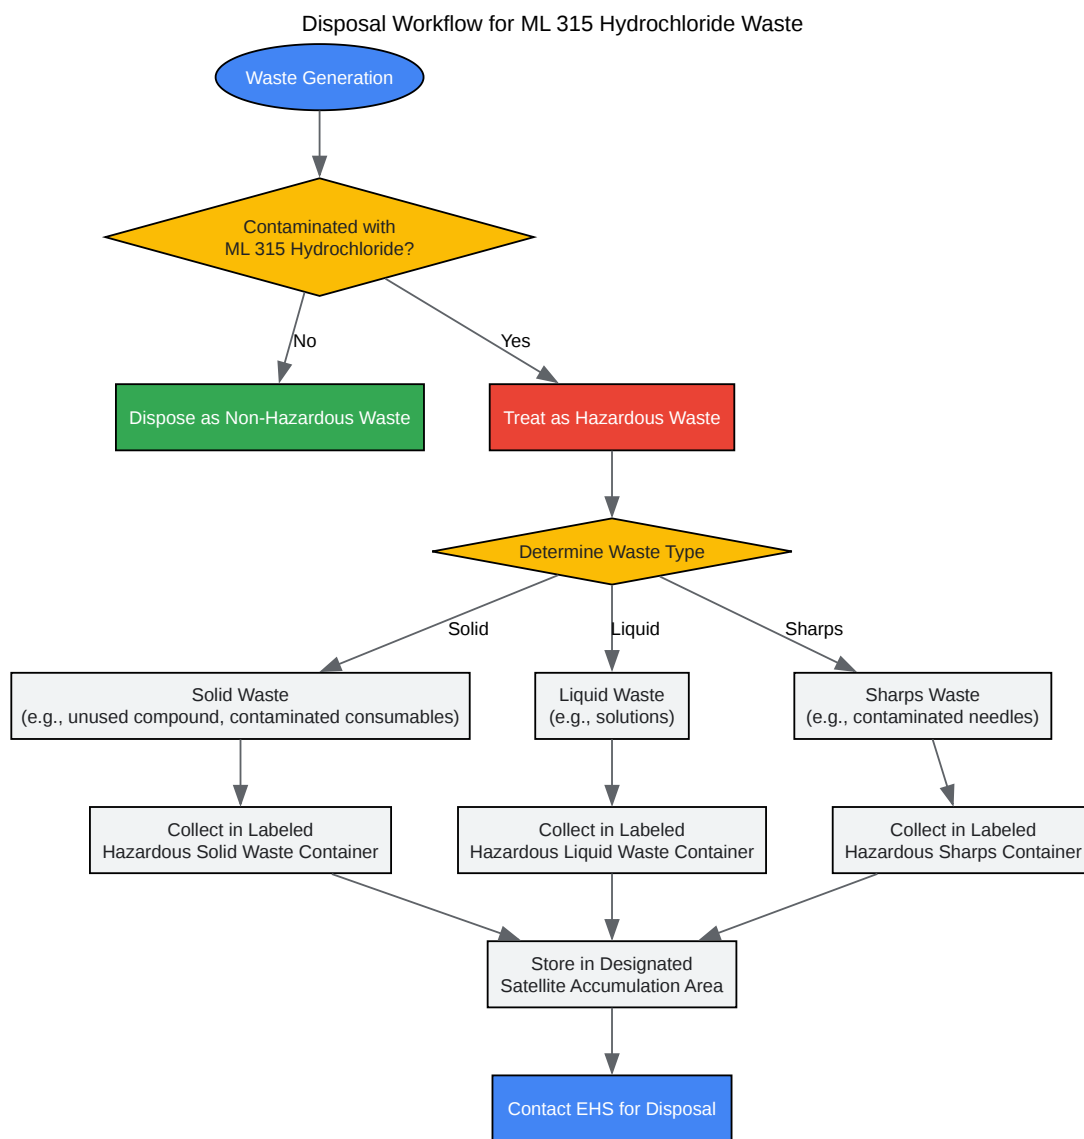 Disposal Workflow for ML 315 Hydrochloride Waste
Waste Generation
Contaminated with
ML 315 Hydrochloride?
No
Yes
Dispose as Non-Hazardous Waste
Treat as Hazardous Waste
Determine Waste Type
Solid
Liquid
Sharps
Solid Waste
(e.g., unused compound, contaminated consumables)
Liquid Waste
(e.g., solutions)
Sharps Waste
(e.g., contaminated needles)
Collect in Labeled
Hazardous Solid Waste Container
Collect in Labeled
Hazardous Liquid Waste Container
Collect in Labeled
Hazardous Sharps Container
Store in Designated
Satellite Accumulation Area
Contact EHS for Disposal